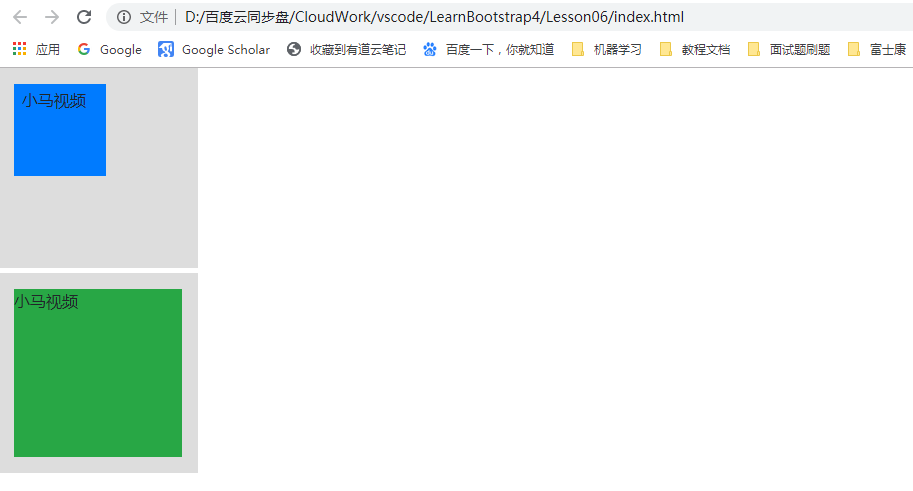 文件 D:/百度云同步盘/CloudWork/vscode/LearnBootstrap4/Lesson06/index.html
应用 Google Google Scholar 收藏到有道云笔记 百度一下，你就知道 机器学习 教程文档 面试题刷题 富士康
小马视频
小马视频